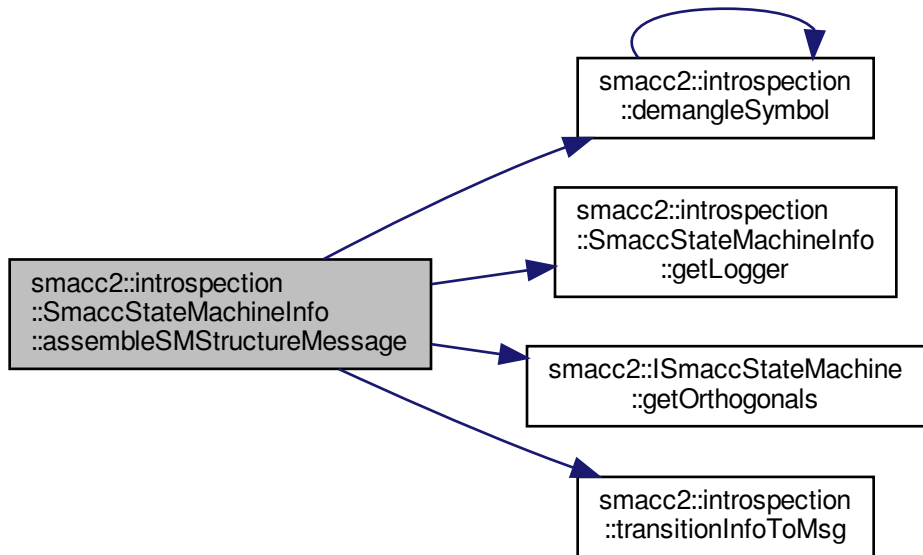 smacc2::introspection
::demangleSymbol
smacc2::introspection
::SmaccStateMachineInfo
::getLogger
smacc2::introspection
::SmaccStateMachineInfo
::assembleSMStructureMessage
smacc2::ISmaccStateMachine
::getOrthogonals
smacc2::introspection
::transitionInfoToMsg